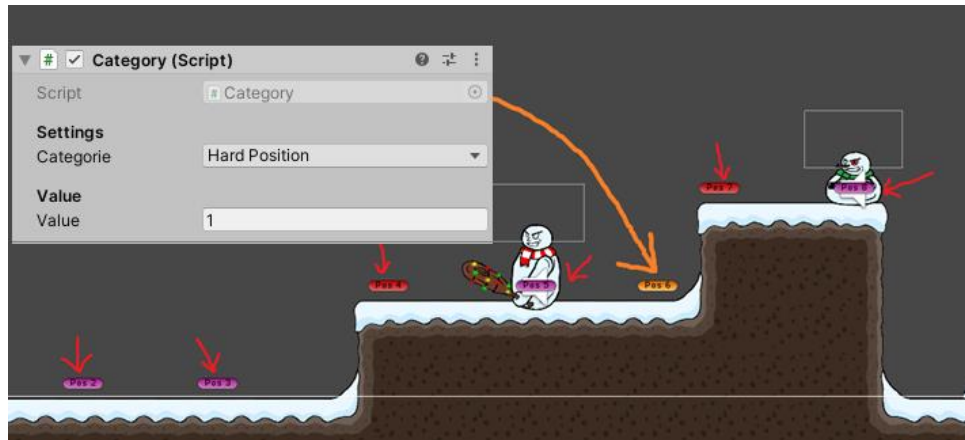 Category (Script)
Script
# Category
Settings
Categorie
Hard Position
Value
Value
1
Pos 7
Pos 8
Pos 4
Pos 5
Pos 6
Pos 2
Pos 3